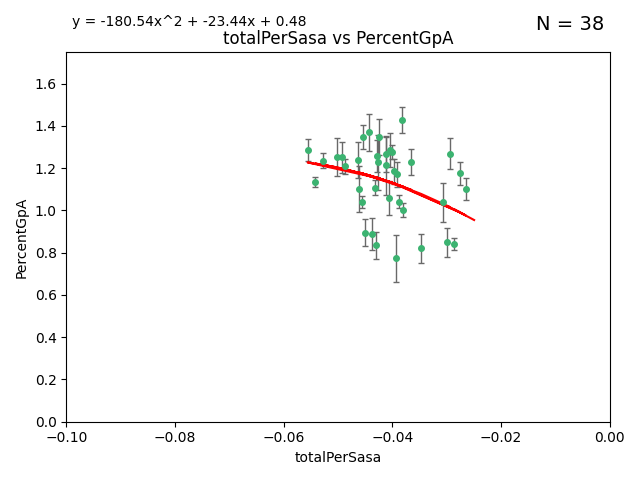 y = -180.54x^2 + -23.44x + 0.48
N = 38
totalPerSasa vs PercentGpA
PercentGpA
1.6
1.4
1.2
1.0
0.8
0.6
0.4
0.2
0.0
−0.10 −0.08 −0.06 −0.04 −0.02 0.00
totalPerSasa